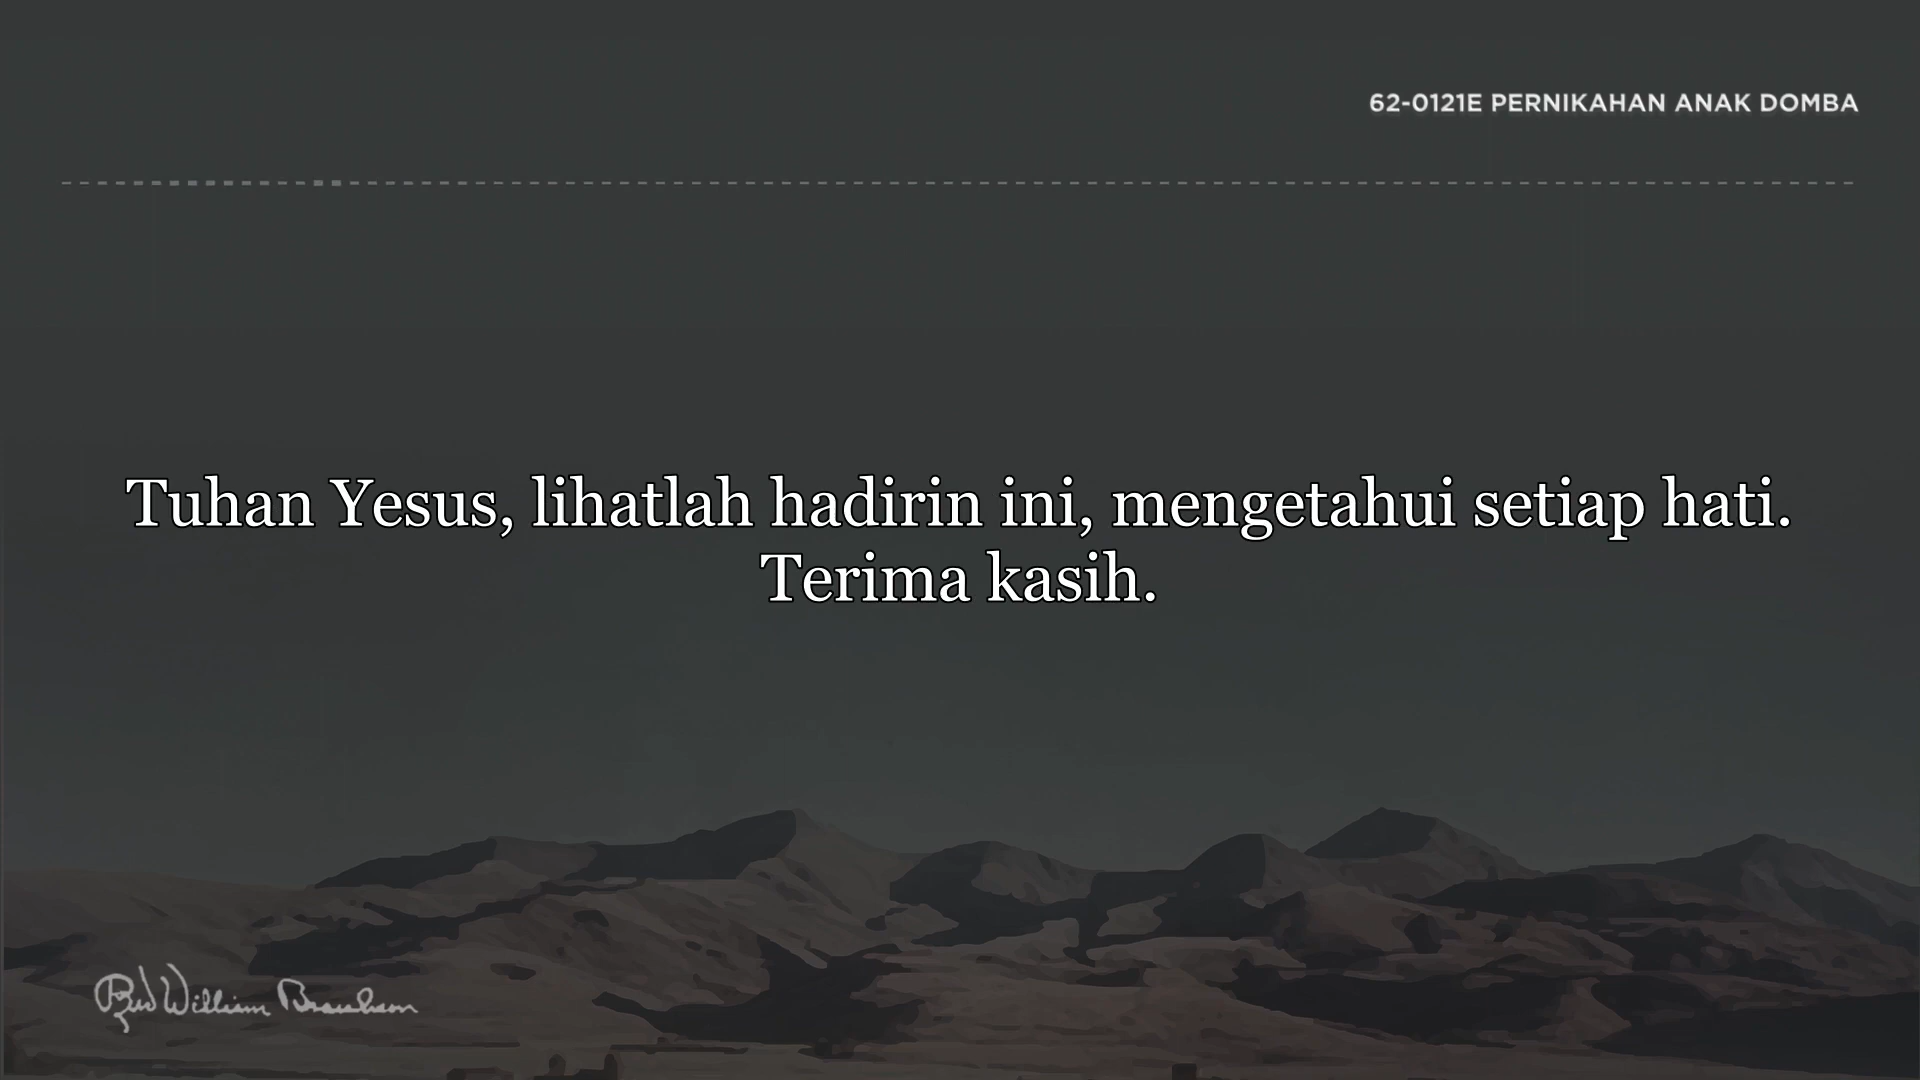 62-0121E PERNIKAHAN ANAK DOMBA
Tuhan Yesus, lihatlah hadirin ini, mengetahui setiap hati.
Terima kasih.
Rev William Branham